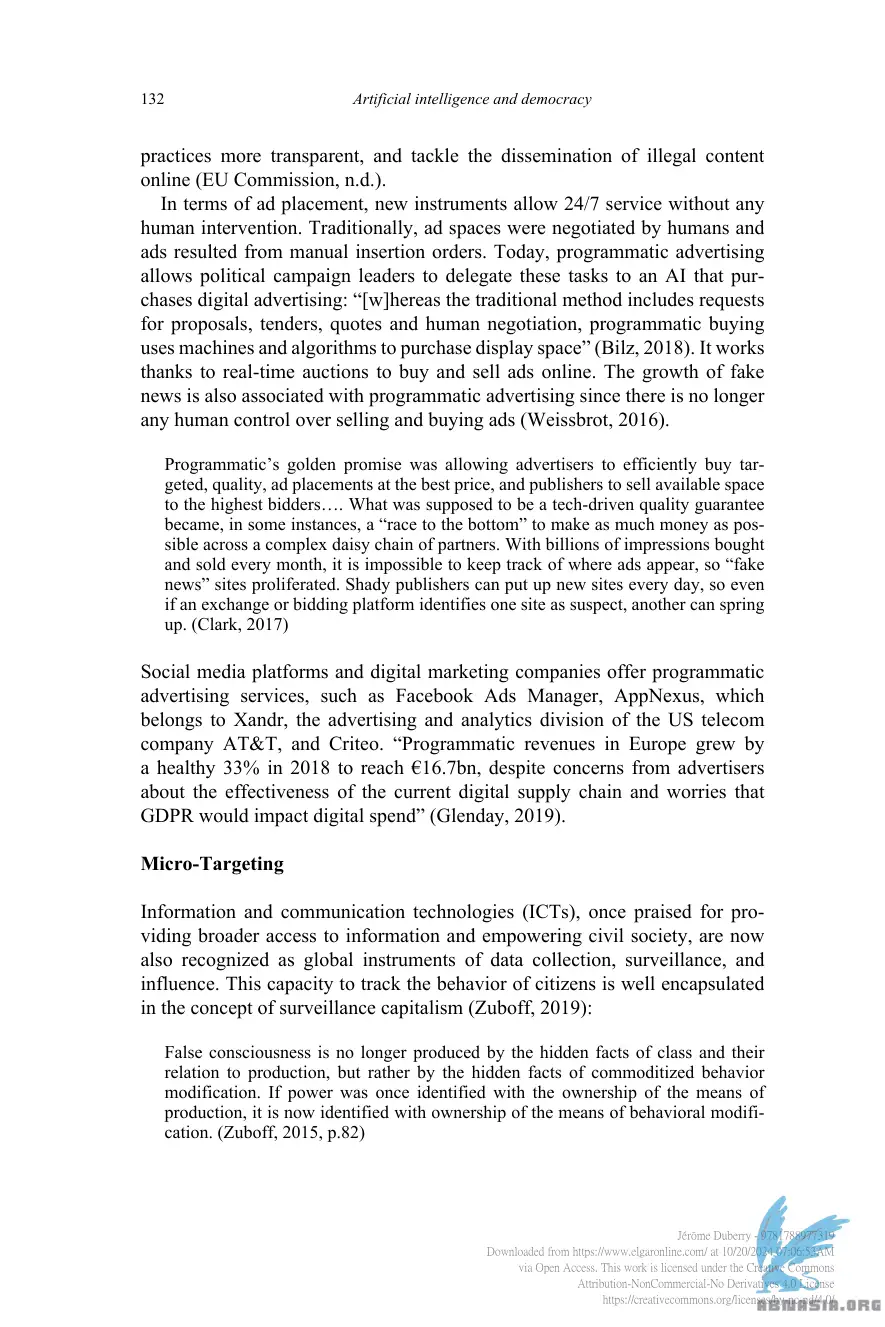 132
Artificial intelligence and democracy
practices more transparent, and tackle the dissemination of illegal content
online (EU Commission, n.d.).
In terms of ad placement, new instruments allow 24/7 service without any
human intervention. Traditionally, ad spaces were negotiated by humans and
ads resulted from manual insertion orders. Today, programmatic advertising
allows political campaign leaders to delegate these tasks to an AI that pur-
chases digital advertising: “[w]hereas the traditional method includes requests
for proposals, tenders, quotes and human negotiation, programmatic buying
uses machines and algorithms to purchase display space” (Bilz, 2018). It works
thanks to real-time auctions to buy and sell ads online. The growth of fake
news is also associated with programmatic advertising since there is no longer
any human control over selling and buying ads (Weissbrot, 2016).
Programmatic’s golden promise was allowing advertisers to efficiently buy tar-
geted, quality, ad placements at the best price, and publishers to sell available space
to the highest bidders…. What was supposed to be a tech-driven quality guarantee
became, in some instances, a “race to the bottom” to make as much money as pos-
sible across a complex daisy chain of partners. With billions of impressions bought
and sold every month, it is impossible to keep track of where ads appear, so “fake
news” sites proliferated. Shady publishers can put up new sites every day, so even
if an exchange or bidding platform identifies one site as suspect, another can spring
up. (Clark, 2017)
Social media platforms and digital marketing companies offer programmatic
advertising services, such as Facebook Ads Manager, AppNexus, which
belongs to Xandr, the advertising and analytics division of the US telecom
company AT&T, and Criteo. “Programmatic revenues in Europe grew by
a healthy 33% in 2018 to reach €16.7bn, despite concerns from advertisers
about the effectiveness of the current digital supply chain and worries that
GDPR would impact digital spend” (Glenday, 2019).
Micro-Targeting
Information and communication technologies (ICTs), once praised for pro-
viding broader access to information and empowering civil society, are now
also recognized as global instruments of data collection, surveillance, and
influence. This capacity to track the behavior of citizens is well encapsulated
in the concept of surveillance capitalism (Zuboff, 2019):
False consciousness is no longer produced by the hidden facts of class and their
relation to production, but rather by the hidden facts of commoditized behavior
modification. If power was once identified with the ownership of the means of
production, it is now identified with ownership of the means of behavioral modifi-
cation. (Zuboff, 2015, p.82)
Jérôme Duberry - 9781788977319
Downloaded from https://www.elgaronline.com/ at 10/20/2024 07:06:53AM
via Open Access. This work is licensed under the Creative Commons
Attribution-NonCommercial-No Derivatives 4.0 License
https://creativecommons.org/licenses/by-nc-nd/4.0/
ABTNASIA.ORG